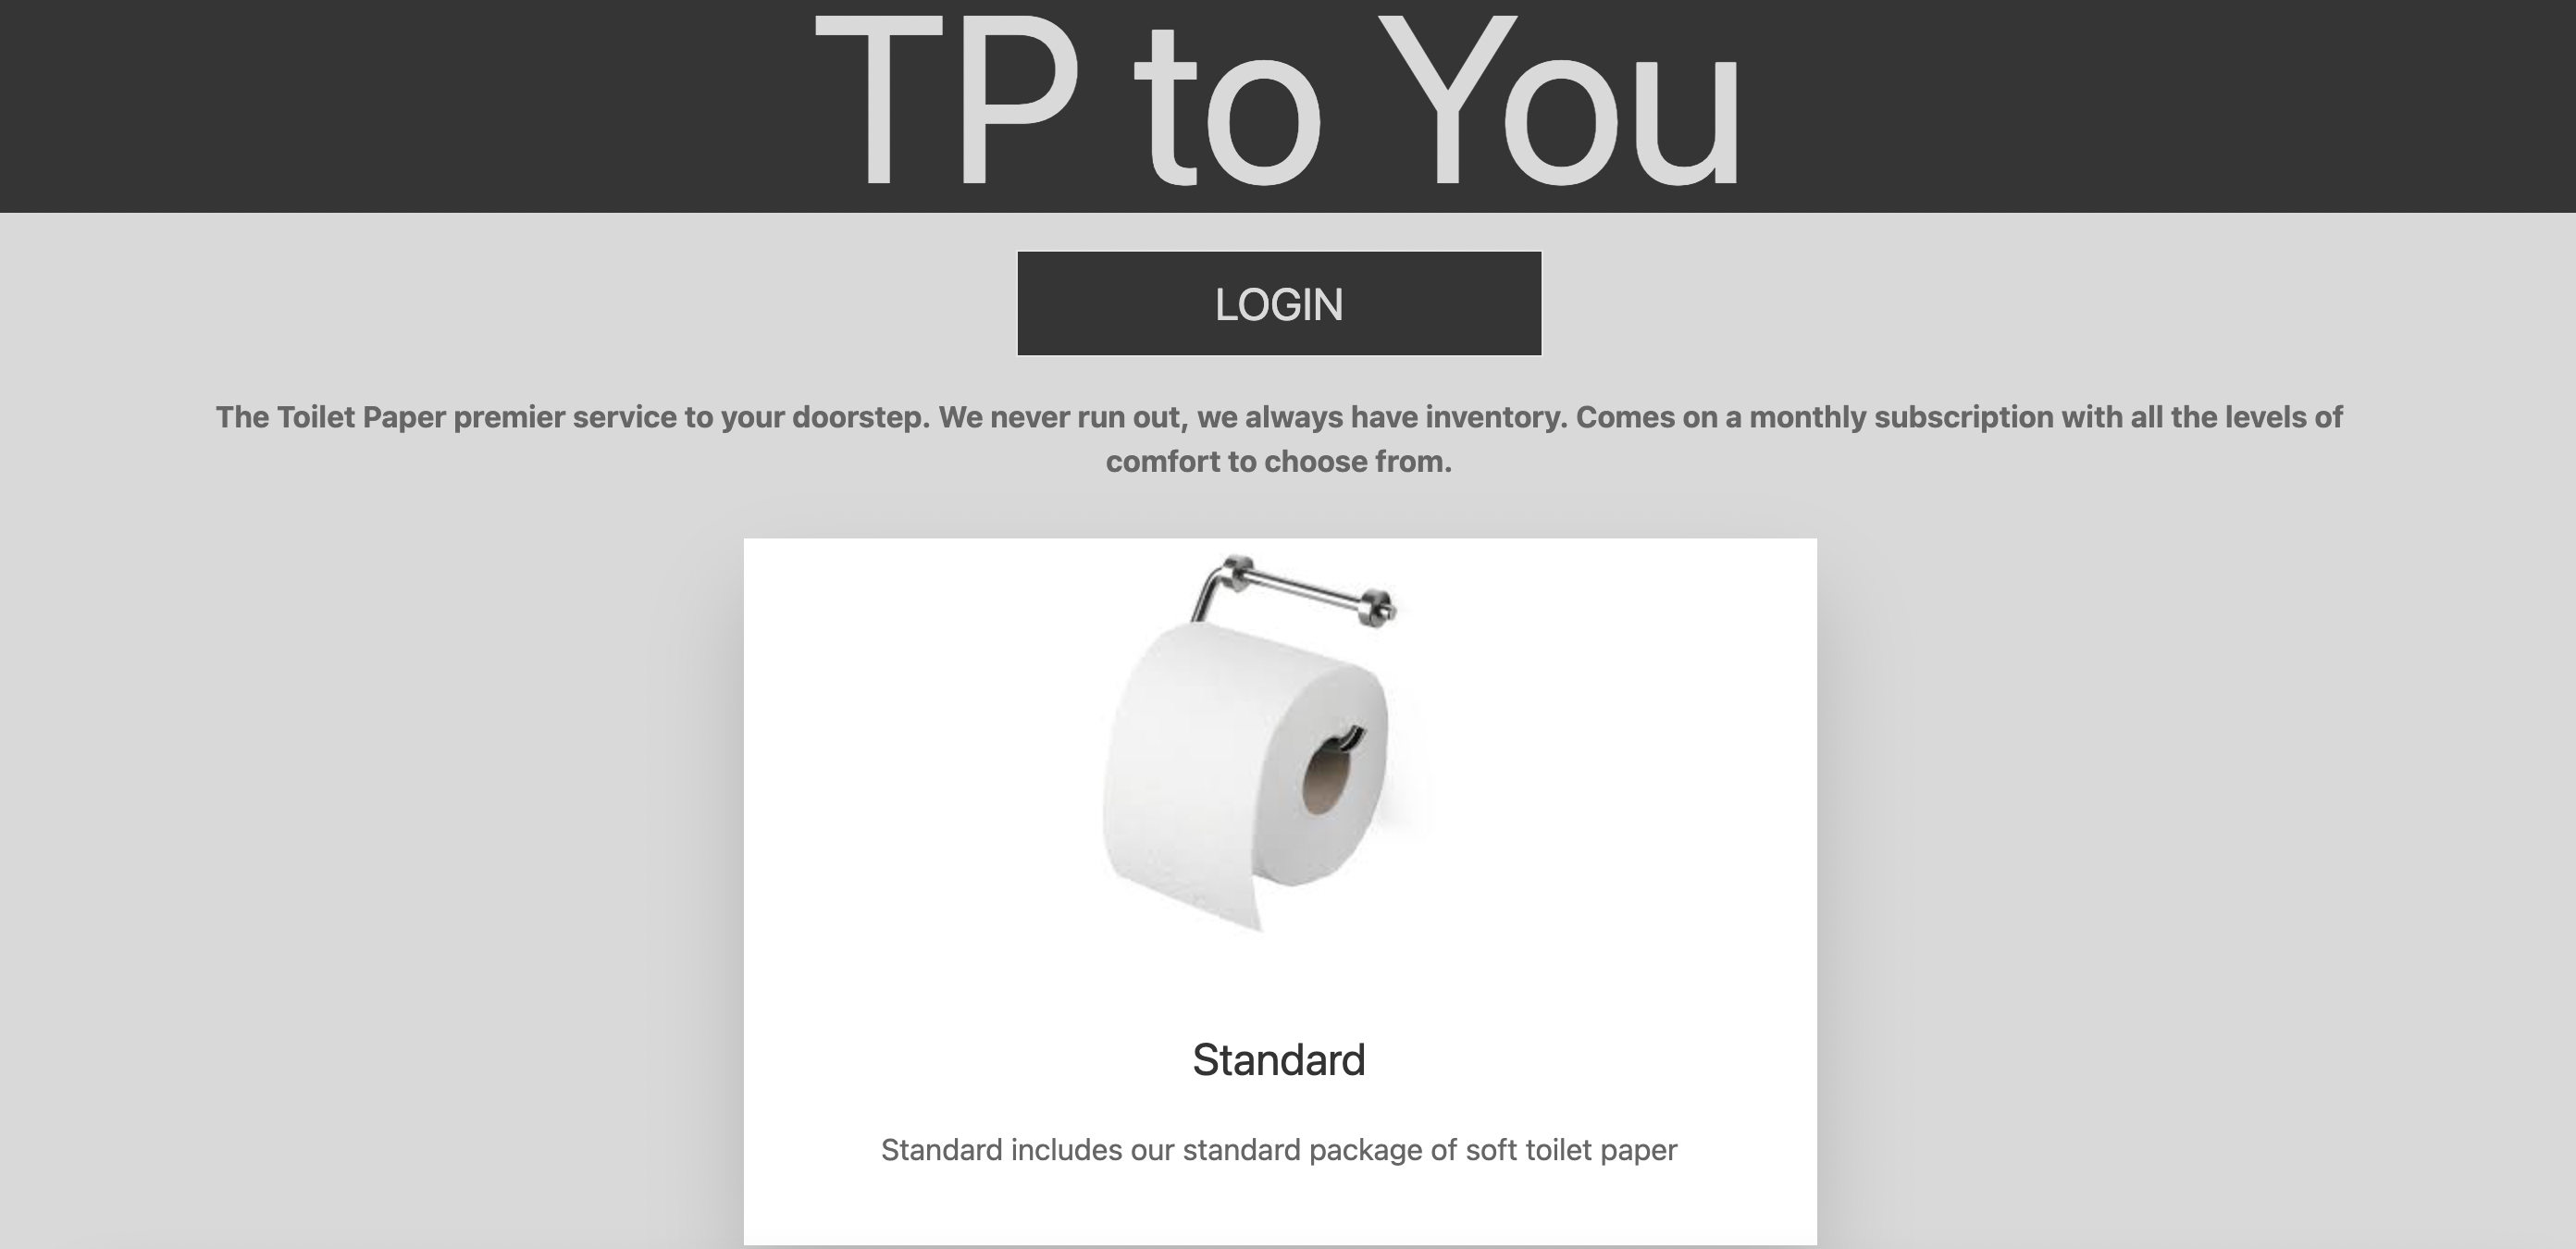 TP to You
LOGIN
The Toilet Paper premier service to your doorstep. We never run out, we always have inventory. Comes on a monthly subscription with all the levels of
comfort to choose from.
Standard
Standard includes our standard package of soft toilet paper